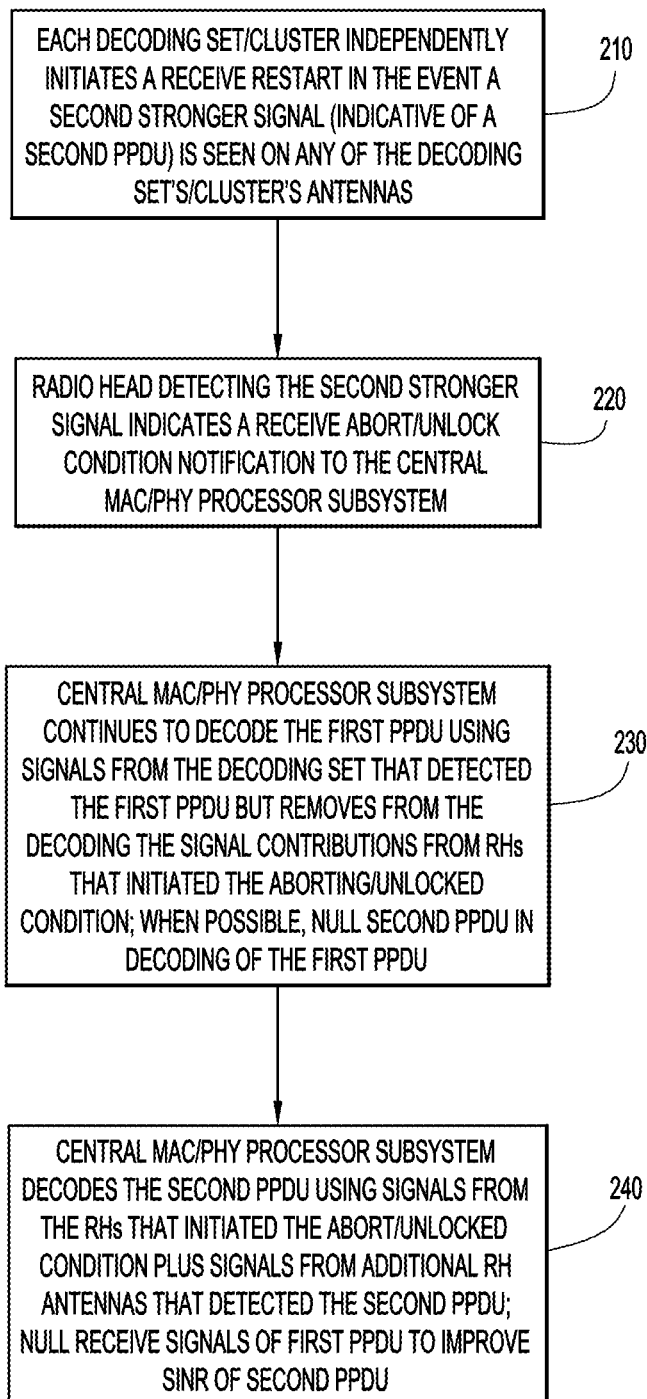 EACH DECODING SET/CLUSTER INDEPENDENTLY
INITIATES A RECEIVE RESTART IN THE EVENT A
SECOND STRONGER SIGNAL (INDICATIVE OF A
SECOND PPDU) IS SEEN ON ANY OF THE DECODING
SET'S/CLUSTER'S ANTENNAS
210
RADIO HEAD DETECTING THE SECOND STRONGER
SIGNAL INDICATES A RECEIVE ABORT/UNLOCK
CONDITION NOTIFICATION TO THE CENTRAL
MAC/PHY PROCESSOR SUBSYSTEM
220
CENTRAL MAC/PHY PROCESSOR SUBSYSTEM
CONTINUES TO DECODE THE FIRST PPDU USING
SIGNALS FROM THE DECODING SET THAT DETECTED
THE FIRST PPDU BUT REMOVES FROM THE
DECODING THE SIGNAL CONTRIBUTIONS FROM RHs
THAT INITIATED THE ABORTING/UNLOCKED
CONDITION; WHEN POSSIBLE, NULL SECOND PPDU IN
DECODING OF THE FIRST PPDU
230
CENTRAL MAC/PHY PROCESSOR SUBSYSTEM
DECODES THE SECOND PPDU USING SIGNALS FROM
THE RHs THAT INITIATED THE ABORT/UNLOCKED
CONDITION PLUS SIGNALS FROM ADDITIONAL RH
ANTENNAS THAT DETECTED THE SECOND PPDU;
NULL RECEIVE SIGNALS OF FIRST PPDU TO IMPROVE
SINR OF SECOND PPDU
240